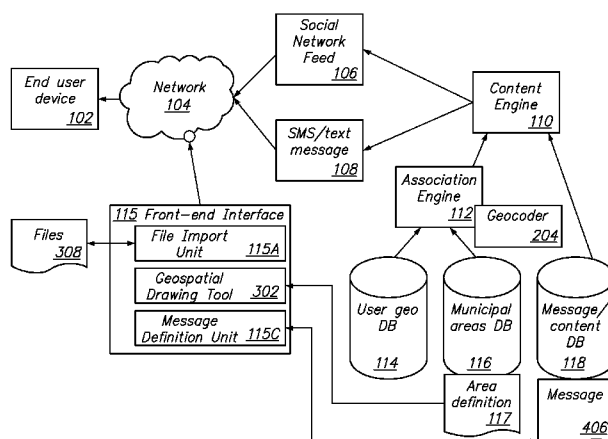 Social
Network
Feed
106
End user
device
102
Network
104
Content
Engine
110
SMS/text
message
108
Association
Engine
112
Geocoder
204
115 Front-end Interface
File Import
Unit 115A
Files
308
Geospatial
Drawing Tool 302
Message
Definition Unit 115C
User geo
DB
114
Municipal
areas DB
116
Message/
content DB
118
Area
definition
117
Message
406